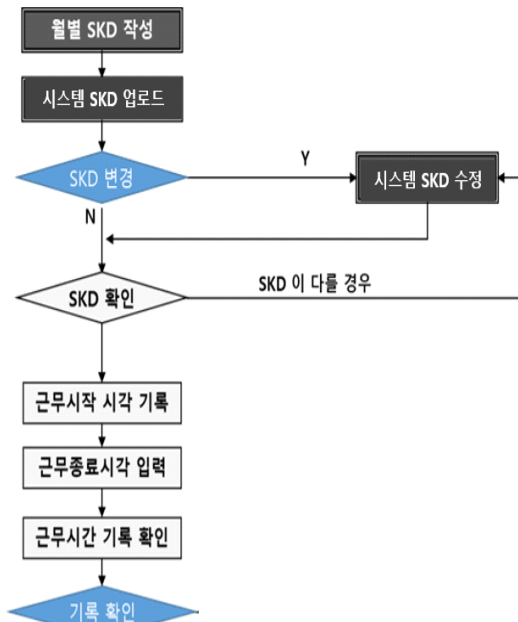 월별 SKD 작성
시스템 SKD 업로드
SKD 변경
Y
시스템 SKD 수정
N
SKD 확인
SKD 이 다를 경우
근무시작 시각 기록
근무종료시각 입력
근무시간 기록 확인
기록 확인